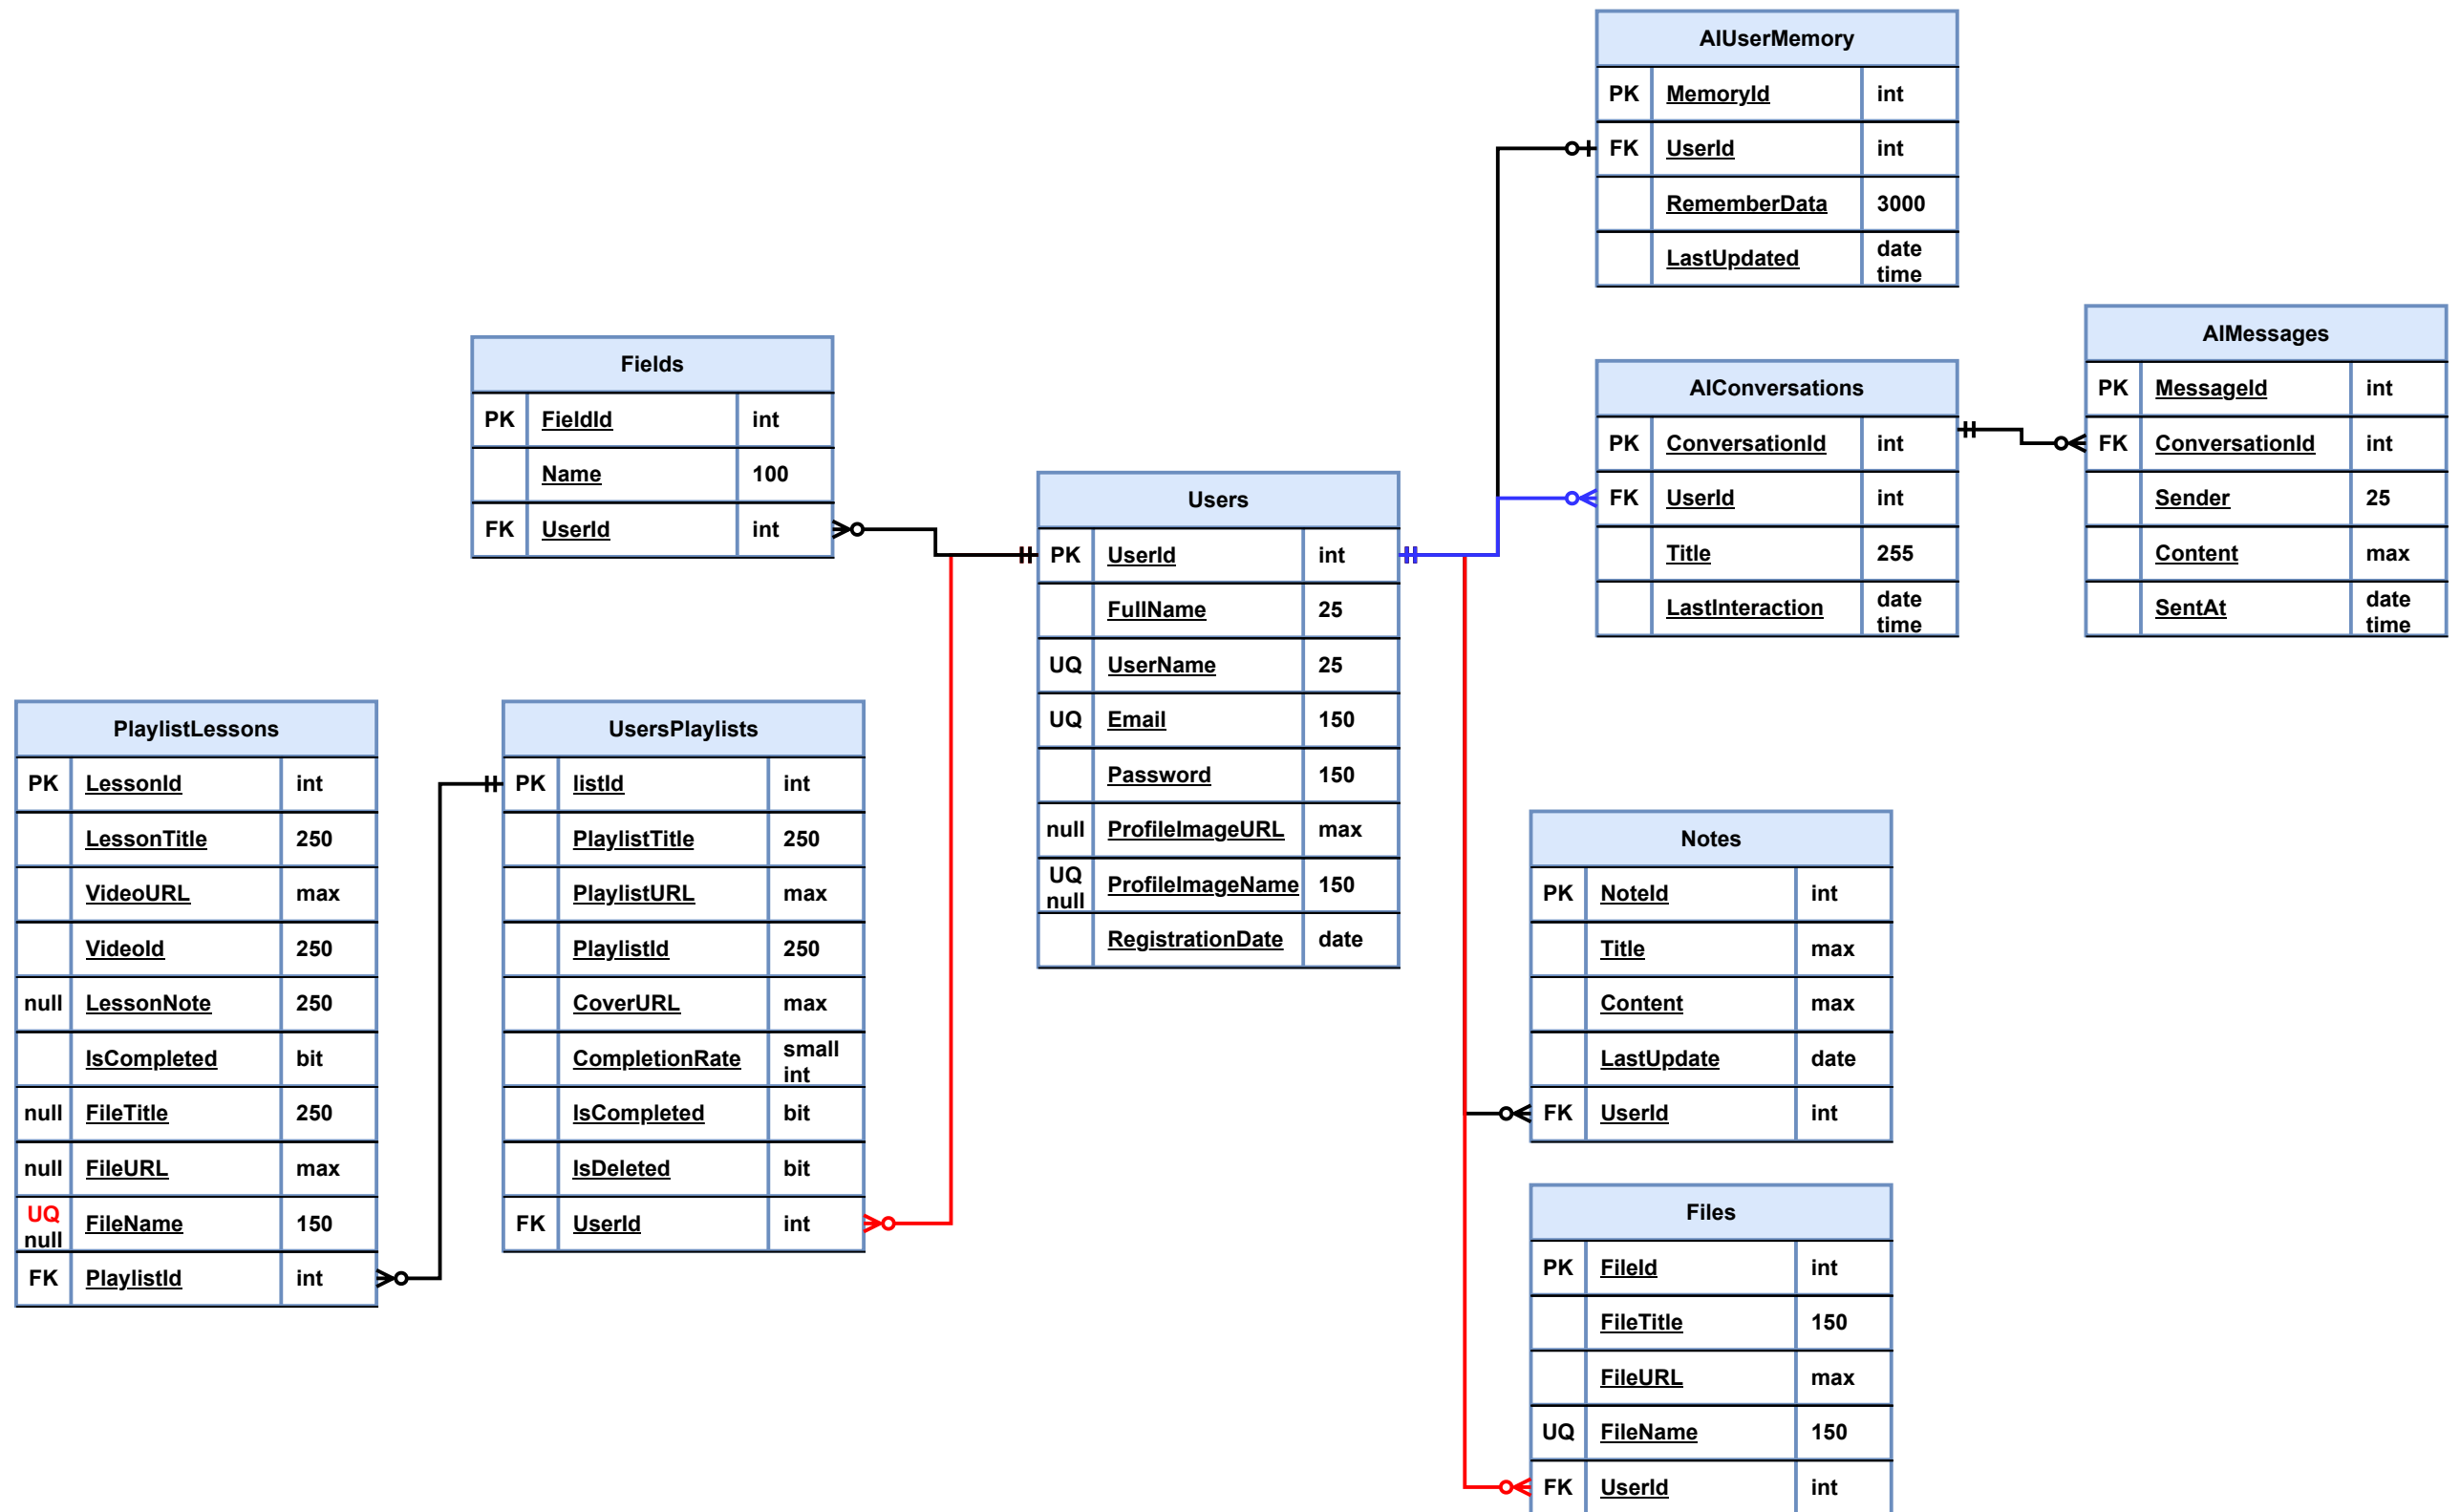 AIUserMemory
PK MemoryId int
FK UserId int
RememberData 3000
LastUpdated date
time
AIMessages
PK MessageId int
FK ConversationId int
Sender 25
Content max
SentAt date
time
AIConversations
PK ConversationId int
FK UserId int
Title 255
LastInteraction date
time
Fields
PK FieldId int
Name 100
FK UserId int
Users
PK UserId int
FullName 25
UQ UserName 25
UQ Email 150
Password 150
null ProfileImageURL max
UQ
null ProfileImageName 150
RegistrationDate date
PlaylistLessons
PK LessonId int
LessonTitle 250
VideoURL max
VideoId 250
null LessonNote 250
IsCompleted bit
null FileTitle 250
null FileURL max
UQ
null FileName 150
FK PlaylistId int
UsersPlaylists
PK listId int
PlaylistTitle 250
PlaylistURL max
PlaylistId 250
CoverURL max
CompletionRate small
int
IsCompleted bit
IsDeleted bit
FK UserId int
Notes
PK NoteId int
Title max
Content max
LastUpdate date
FK UserId int
Files
PK FileId int
FileTitle 150
FileURL max
UQ FileName 150
FK UserId int